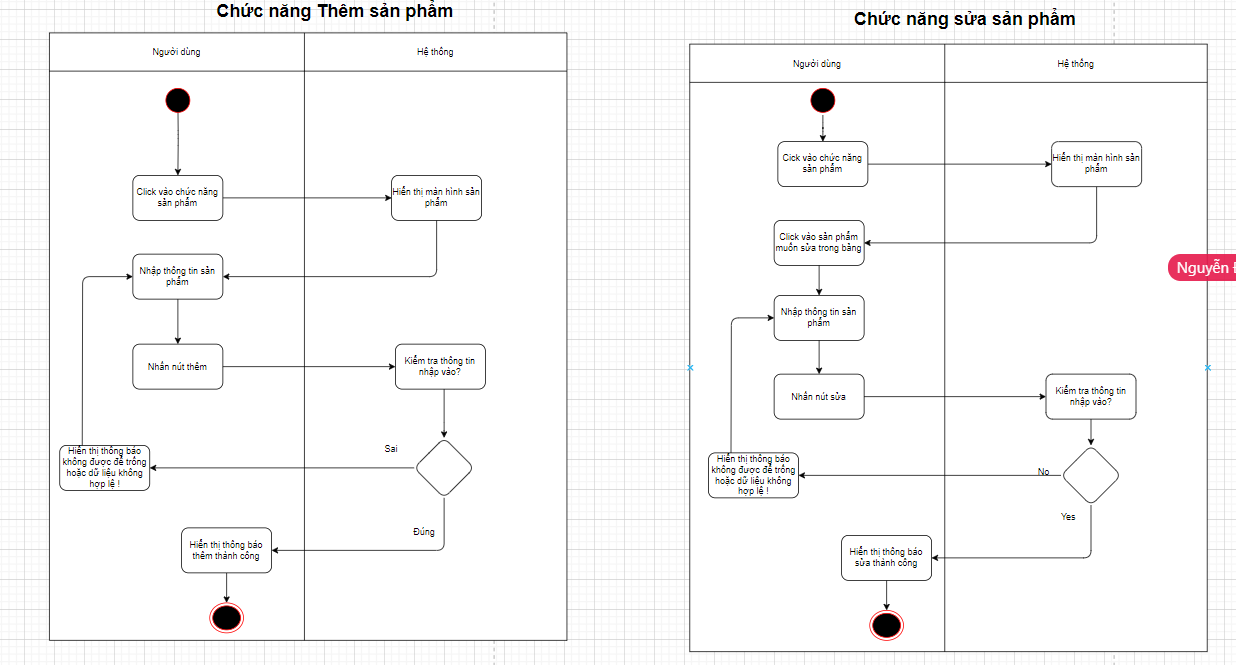 Chức năng Thêm sản phẩm
Người dùng
Hệ thống
Click vào chức năng
sản phẩm
Hiển thị màn hình sản
phẩm
Nhập thông tin sản
phẩm
Nhấn nút thêm
Kiểm tra thông tin
nhập vào?
Sai
Hiển thị thông báo
không được để trống
hoặc dữ liệu không
hợp lệ !
Đúng
Hiển thị thông báo
thêm thành công
Chức năng sửa sản phẩm
Người dùng
Hệ thống
Cick vào chức năng
sản phẩm
Hiển thị màn hình sản
phẩm
Click vào sản phẩm
muốn sửa trong bảng
Nhập thông tin sản
phẩm
Nhấn nút sửa
Kiểm tra thông tin
nhập vào?
No
Hiển thị thông báo
không được để trống
hoặc dữ liệu không
hợp lệ !
Yes
Hiển thị thông báo
sửa thành công
Nguyễn